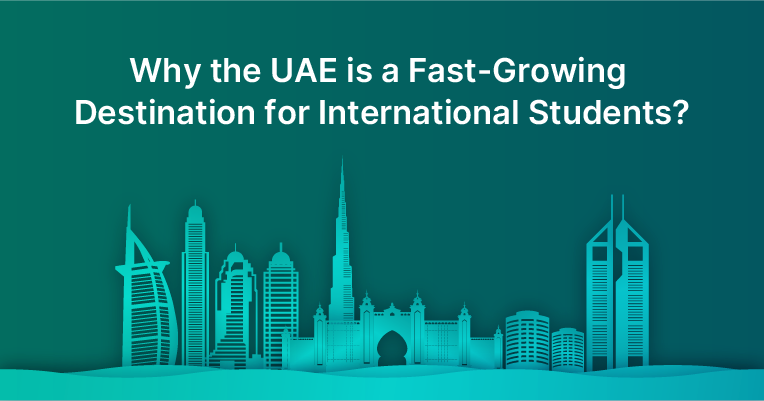 Why the UAE is a Fast-Growing
Destination for International Students?